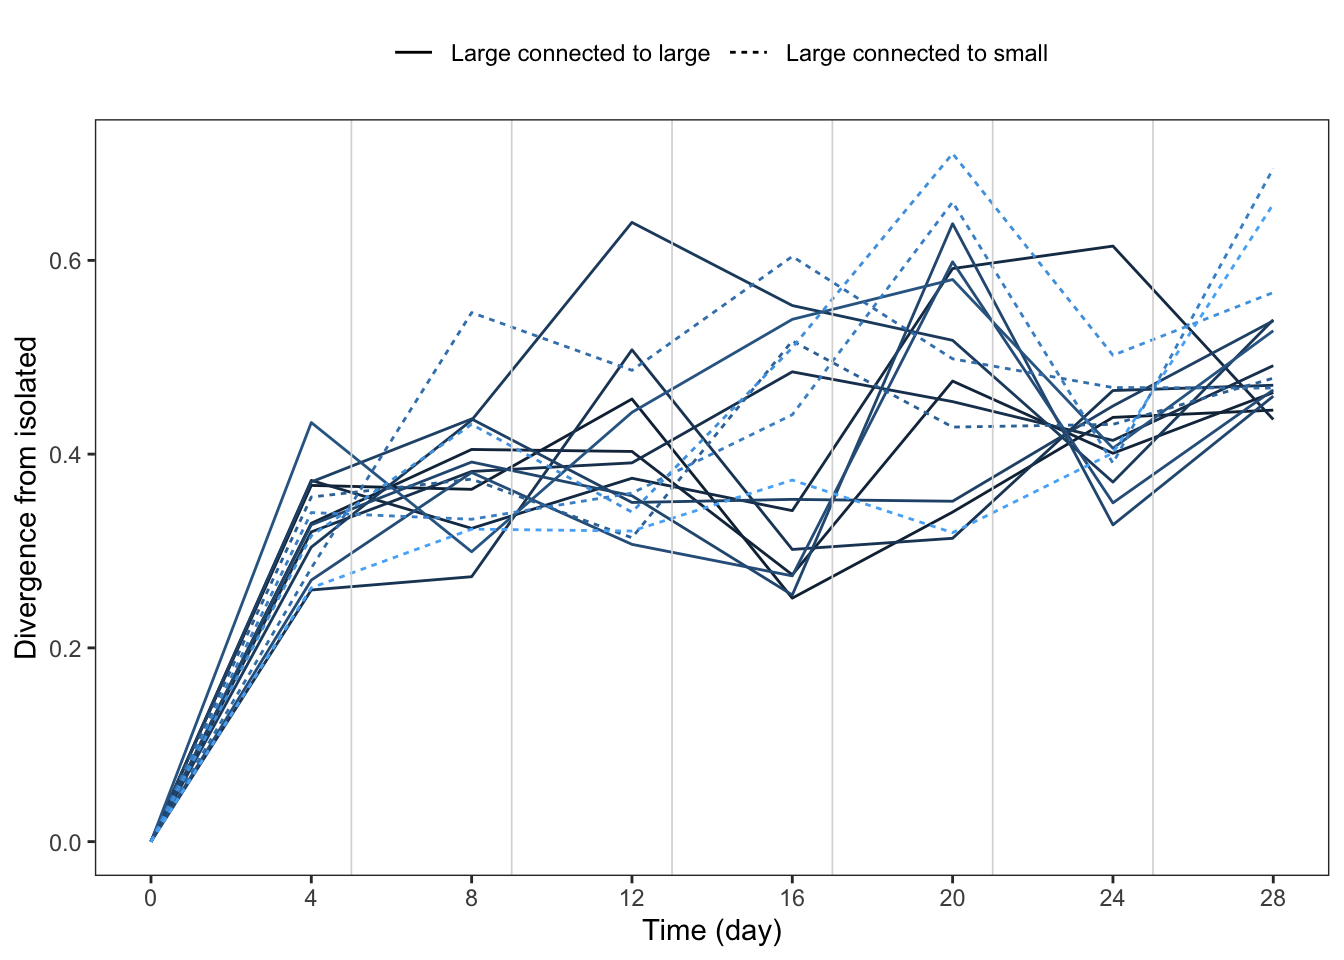 Large connected to large
Large connected to small
Divergence from isolated
0.6
0.4
0.2
0.0
0 4 8 12 16 20 24 28
Time (day)